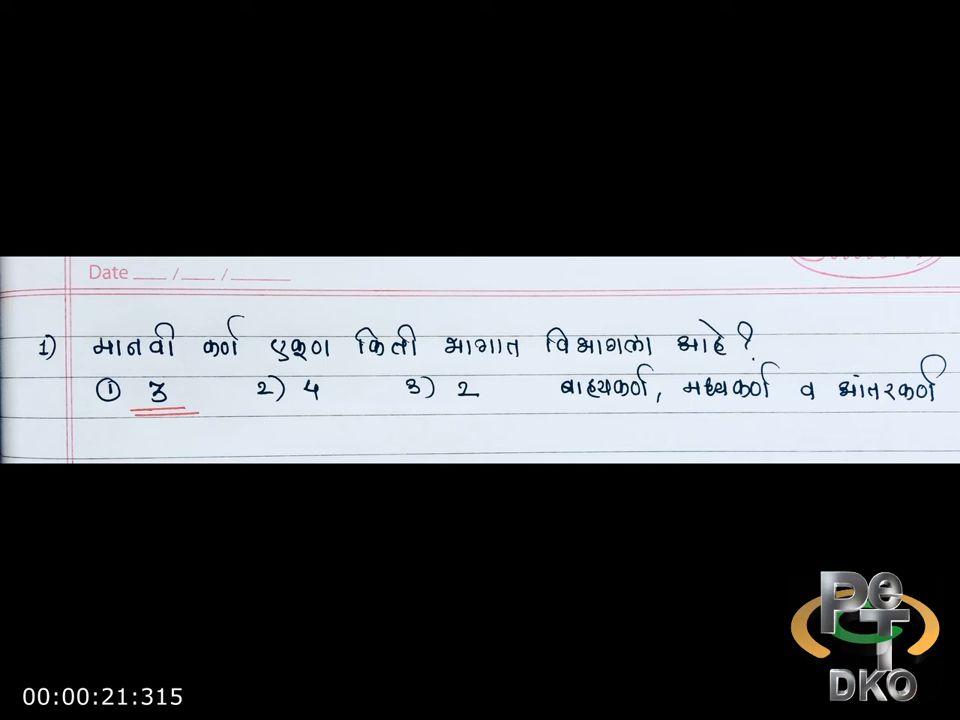 Date ___ /___ /_____
1) मानवी कर्ण एकूण किती भागात विभागला आहे?
① 3 2) 4 3) 2 बाह्यकर्ण, मध्यकर्ण व आंतरकर्ण
PeT
DKO
00:00:21:315